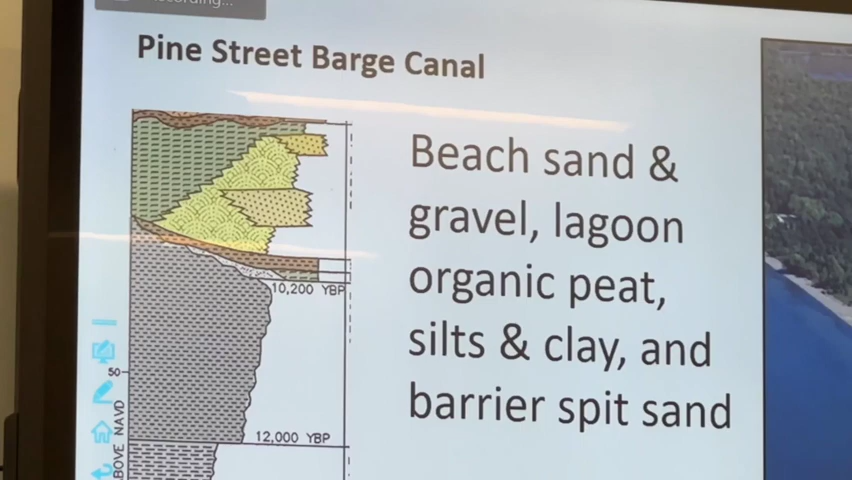 Pine Street Barge Canal
Beach sand &
gravel, lagoon
organic peat,
silts & clay, and
barrier spit sand
10,200 YBP
50
12,000 YBP
ABOVE NAVD